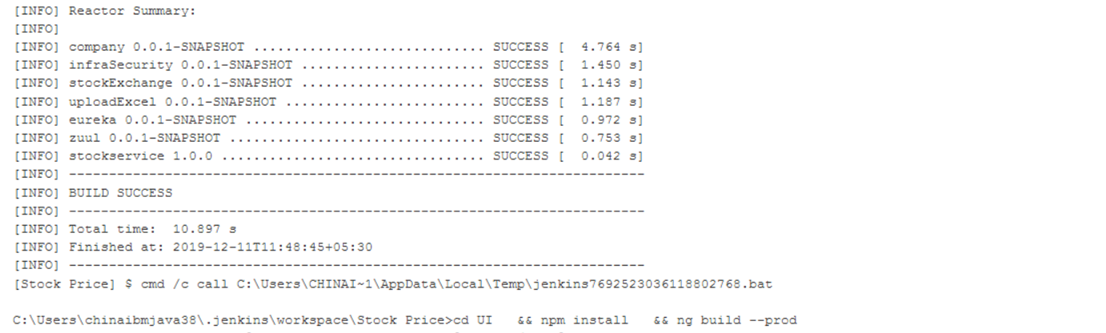 [INFO] Reactor Summary:
[INFO]
[INFO] company 0.0.1-SNAPSHOT ............................. SUCCESS [  4.764 s]
[INFO] infraSecurity 0.0.1-SNAPSHOT ....................... SUCCESS [  1.450 s]
[INFO] stockExchange 0.0.1-SNAPSHOT ....................... SUCCESS [  1.143 s]
[INFO] uploadExcel 0.0.1-SNAPSHOT ......................... SUCCESS [  1.187 s]
[INFO] eureka 0.0.1-SNAPSHOT .............................. SUCCESS [  0.972 s]
[INFO] zuul 0.0.1-SNAPSHOT ................................ SUCCESS [  0.753 s]
[INFO] stockservice 1.0.0 ................................. SUCCESS [  0.042 s]
[INFO] ------------------------------------------------------------------------
[INFO] BUILD SUCCESS
[INFO] ------------------------------------------------------------------------
[INFO] Total time:  10.897 s
[INFO] Finished at: 2019-12-11T11:48:45+05:30
[INFO] ------------------------------------------------------------------------
[Stock Price] $ cmd /c call C:\Users\CHINAI~1\AppData\Local\Temp\jenkins7692523036118802768.bat
C:\Users\chinaibmjava38\.jenkins\workspace\Stock Price>cd UI   && npm install   && ng build --prod